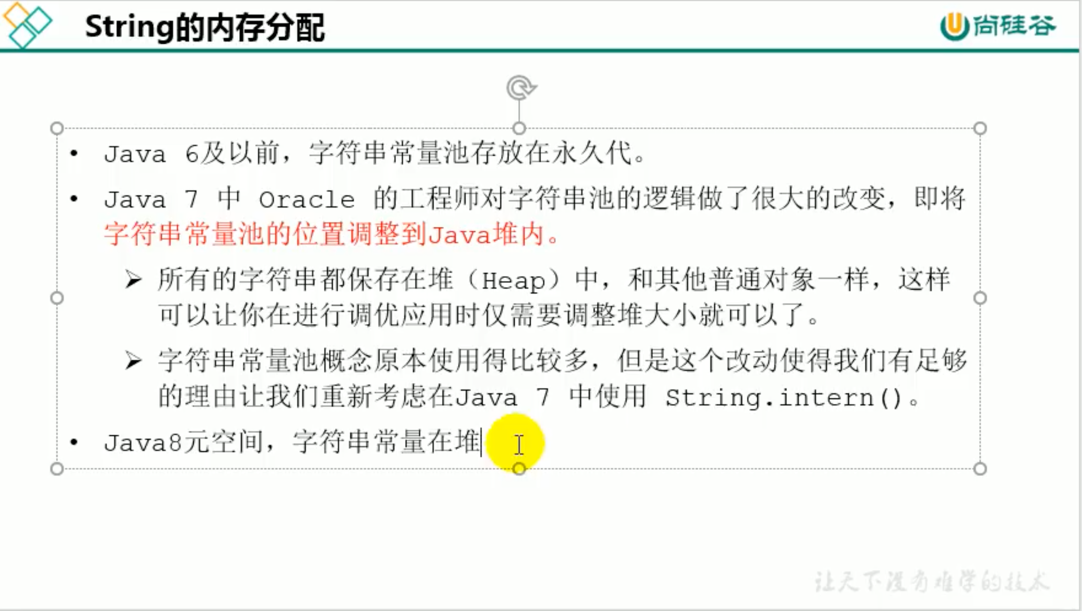 String的内存分配
尚硅谷
• Java 6及以前，字符串常量池存放在永久代。
• Java 7 中 Oracle 的工程师对字符串池的逻辑做了很大的改变，即将
字符串常量池的位置调整到Java堆内。
➢ 所有的字符串都保存在堆（Heap）中，和其他普通对象一样，这样
可以让你在进行调优应用时仅需要调整堆大小就可以了。
➢ 字符串常量池概念原本使用得比较多，但是这个改动使得我们有足够
的理由让我们重新考虑在Java 7 中使用 String.intern()。
• Java8元空间，字符串常量在堆
让天下没有难学的技术